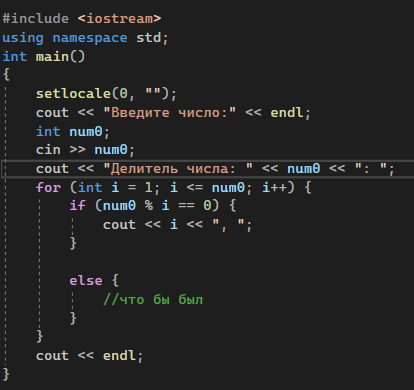 #include <iostream>
using namespace std;
int main()
{
    setlocale(0, "");
    cout << "Введите число:" << endl;
    int num0;
    cin >> num0;
    cout << "Делитель числа: " << num0 << ": ";
    for (int i = 1; i <= num0; i++) {
        if (num0 % i == 0) {
            cout << i << ", ";
        }

        else {
            //что бы был
        }
    }
    cout << endl;
}